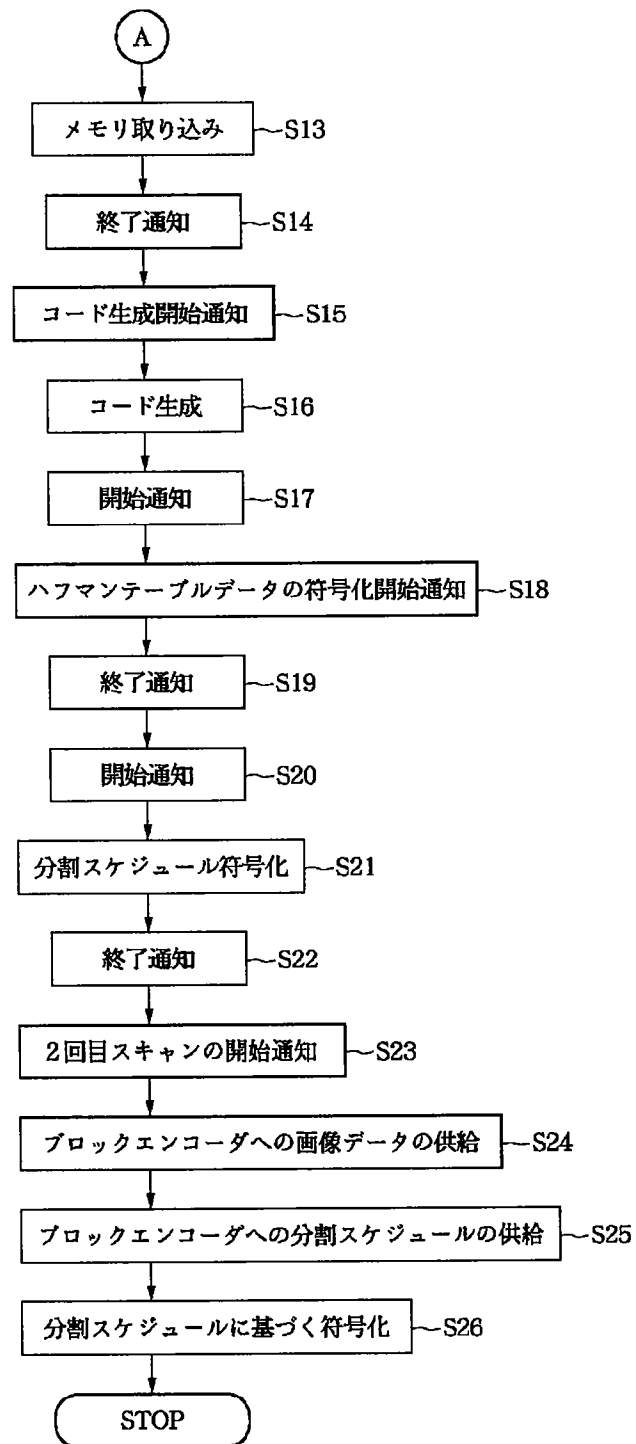 A
メモリ取り込み S13
終了通知 S14
コード生成開始通知 S15
コード生成 S16
開始通知 S17
ハフマンテーブルデータの符号化開始通知 S18
終了通知 S19
開始通知 S20
分割スケジュール符号化 S21
終了通知 S22
2回目スキャンの開始通知 S23
ブロックエンコーダへの画像データの供給 S24
ブロックエンコーダへの分割スケジュールの供給 S25
分割スケジュールに基づく符号化 S26
STOP